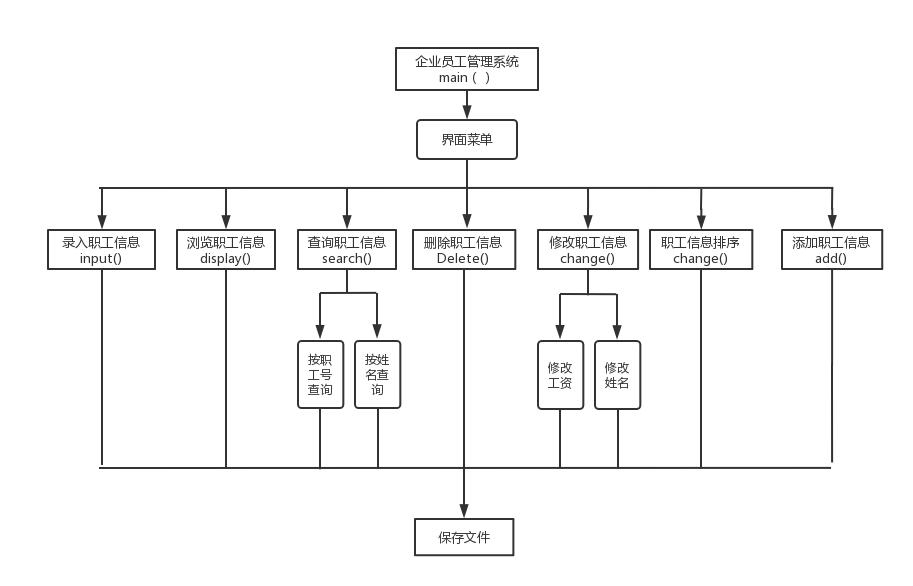 企业员工管理系统
main（ ）
界面菜单
录入职工信息
input()
浏览职工信息
display()
查询职工信息
search()
删除职工信息
Delete()
修改职工信息
change()
职工信息排序
change()
添加职工信息
add()
按职
工号
查询
按姓
名查
询
修改
工资
修改
姓名
保存文件